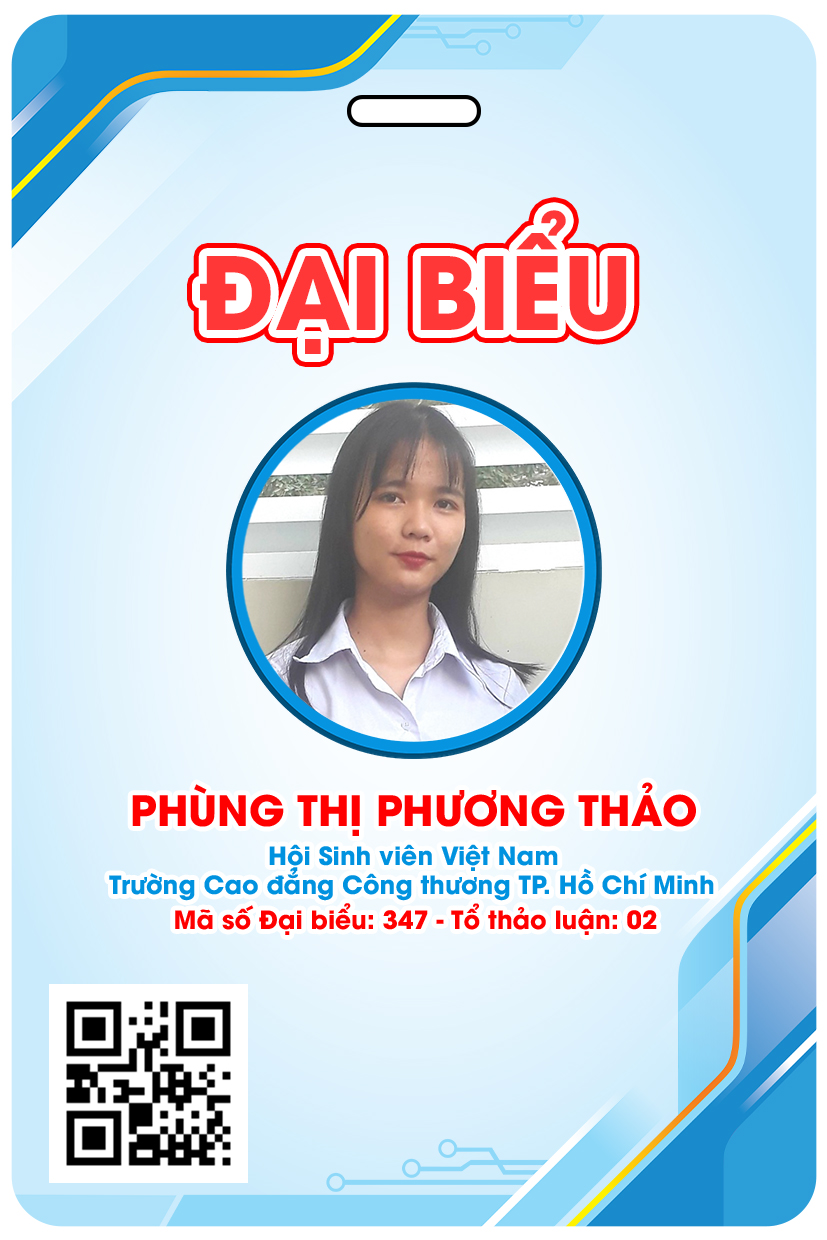 ĐẠI BIỂU
PHÙNG THỊ PHƯƠNG THẢO
Hội Sinh viên Việt Nam
Trường Cao đẳng Công thương TP. Hồ Chí Minh
Mã số Đại biểu: 347 - Tổ thảo luận: 02